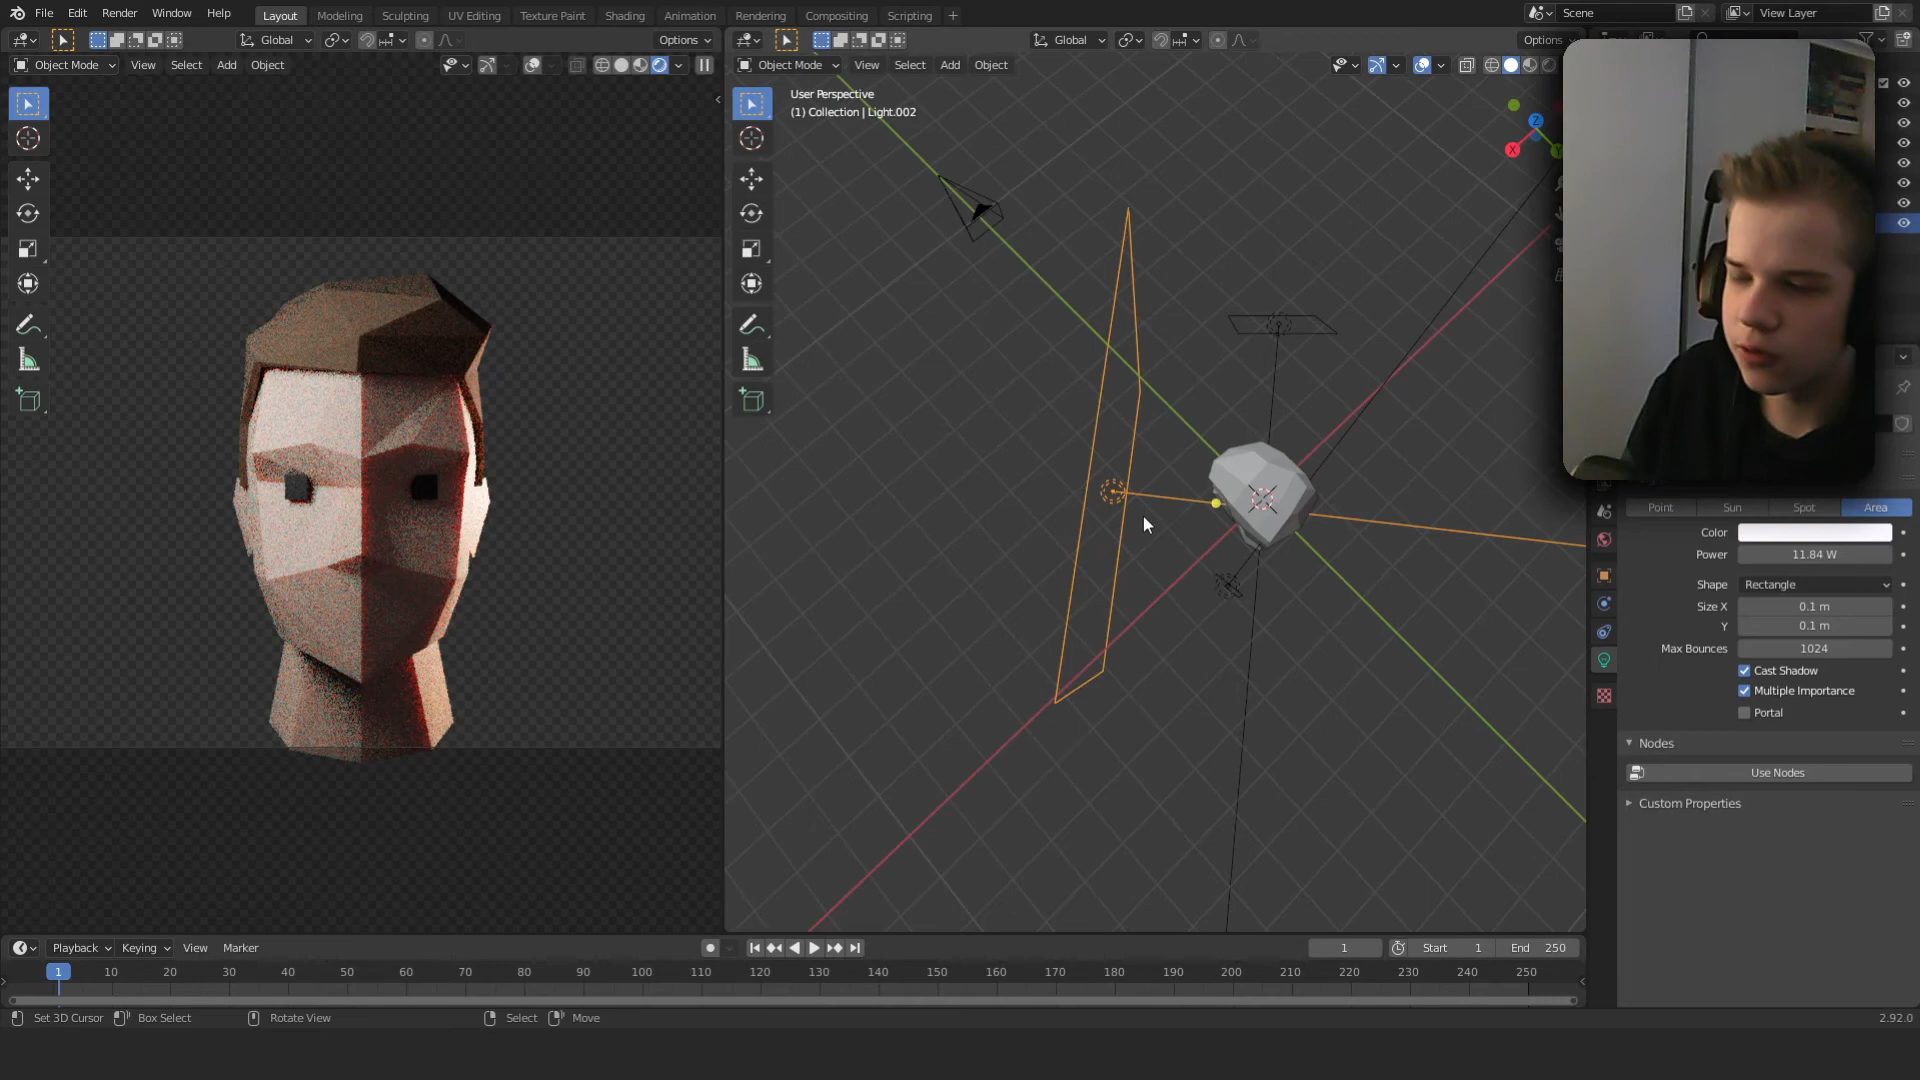 File Edit Render Window Help Layout Modeling Sculpting UV Editing Texture Paint Shading Animation Rendering Compositing Scripting + Scene View Layer
Global Options Global Options
Object Mode View Select Add Object Object Mode View Select Add Object
User Perspective
(1) Collection | Light.002
Z
X
Point Sun Spot Area
Color
Power 11.84 W
Shape Rectangle
Size X 0.1 m
Y 0.1 m
Max Bounces 1024
Cast Shadow
Multiple Importance
Portal
Nodes
Use Nodes
Custom Properties
Playback Keying View Marker 1 Start 1 End 250
1 10 20 30 40 50 60 70 80 90 100 110 120 130 140 150 160 170 180 190 200 210 220 230 240 250
Set 3D Cursor Box Select Rotate View Select Move 2.92.0